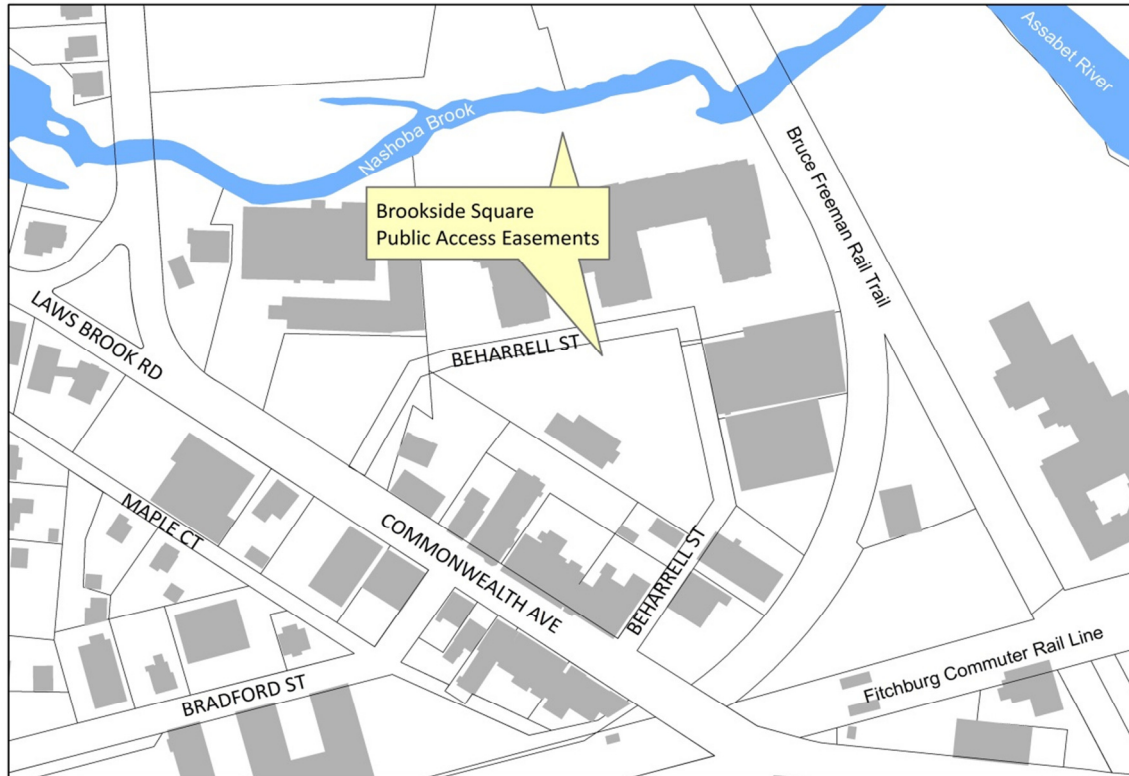 Assabet River
Nashoba Brook
Bruce Freeman Rail Trail
Brookside Square
Public Access Easements
LAWS BROOK RD
BEHARRELL ST
MAPLE CT
COMMONWEALTH AVE
BEHARRELL ST
Fitchburg Commuter Rail Line
BRADFORD ST